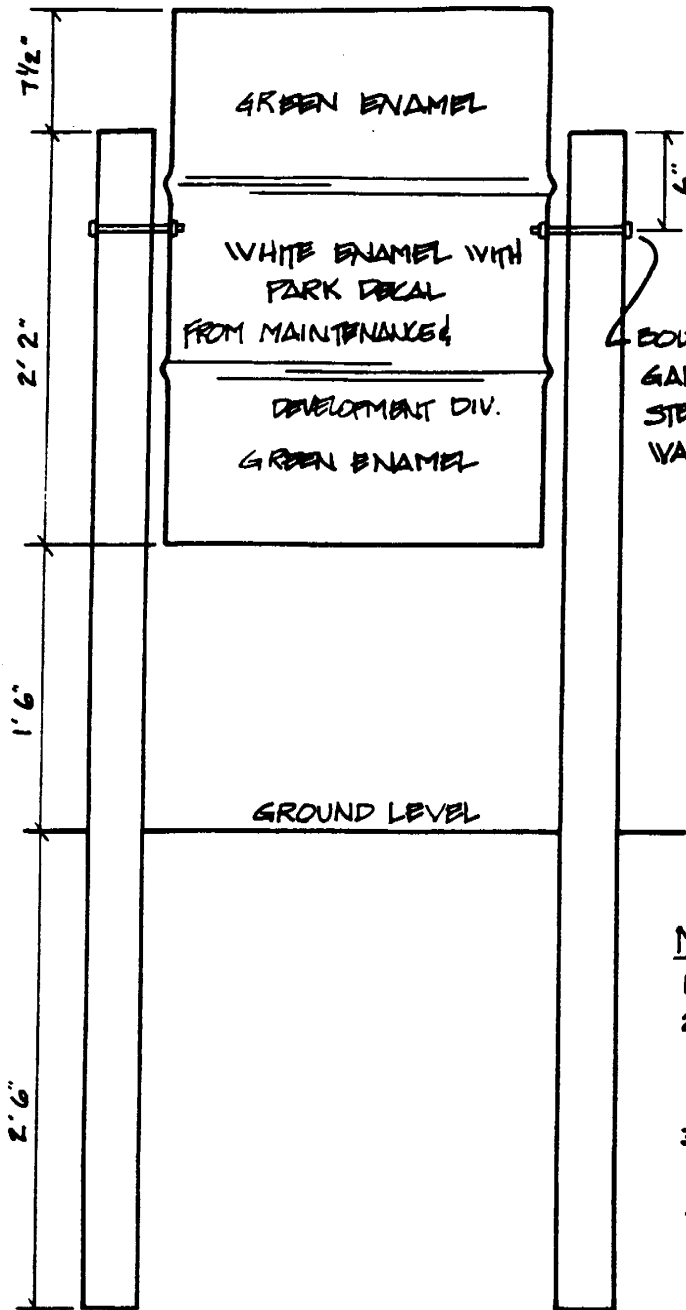 7½"
GREEN ENAMEL
6"
WHITE ENAMEL WITH
PARK DECAL
FROM MAINTENANCE &
2' 2"
DEVELOPMENT DIV.
GREEN ENAMEL
1' 6"
GROUND LEVEL
2' 6"